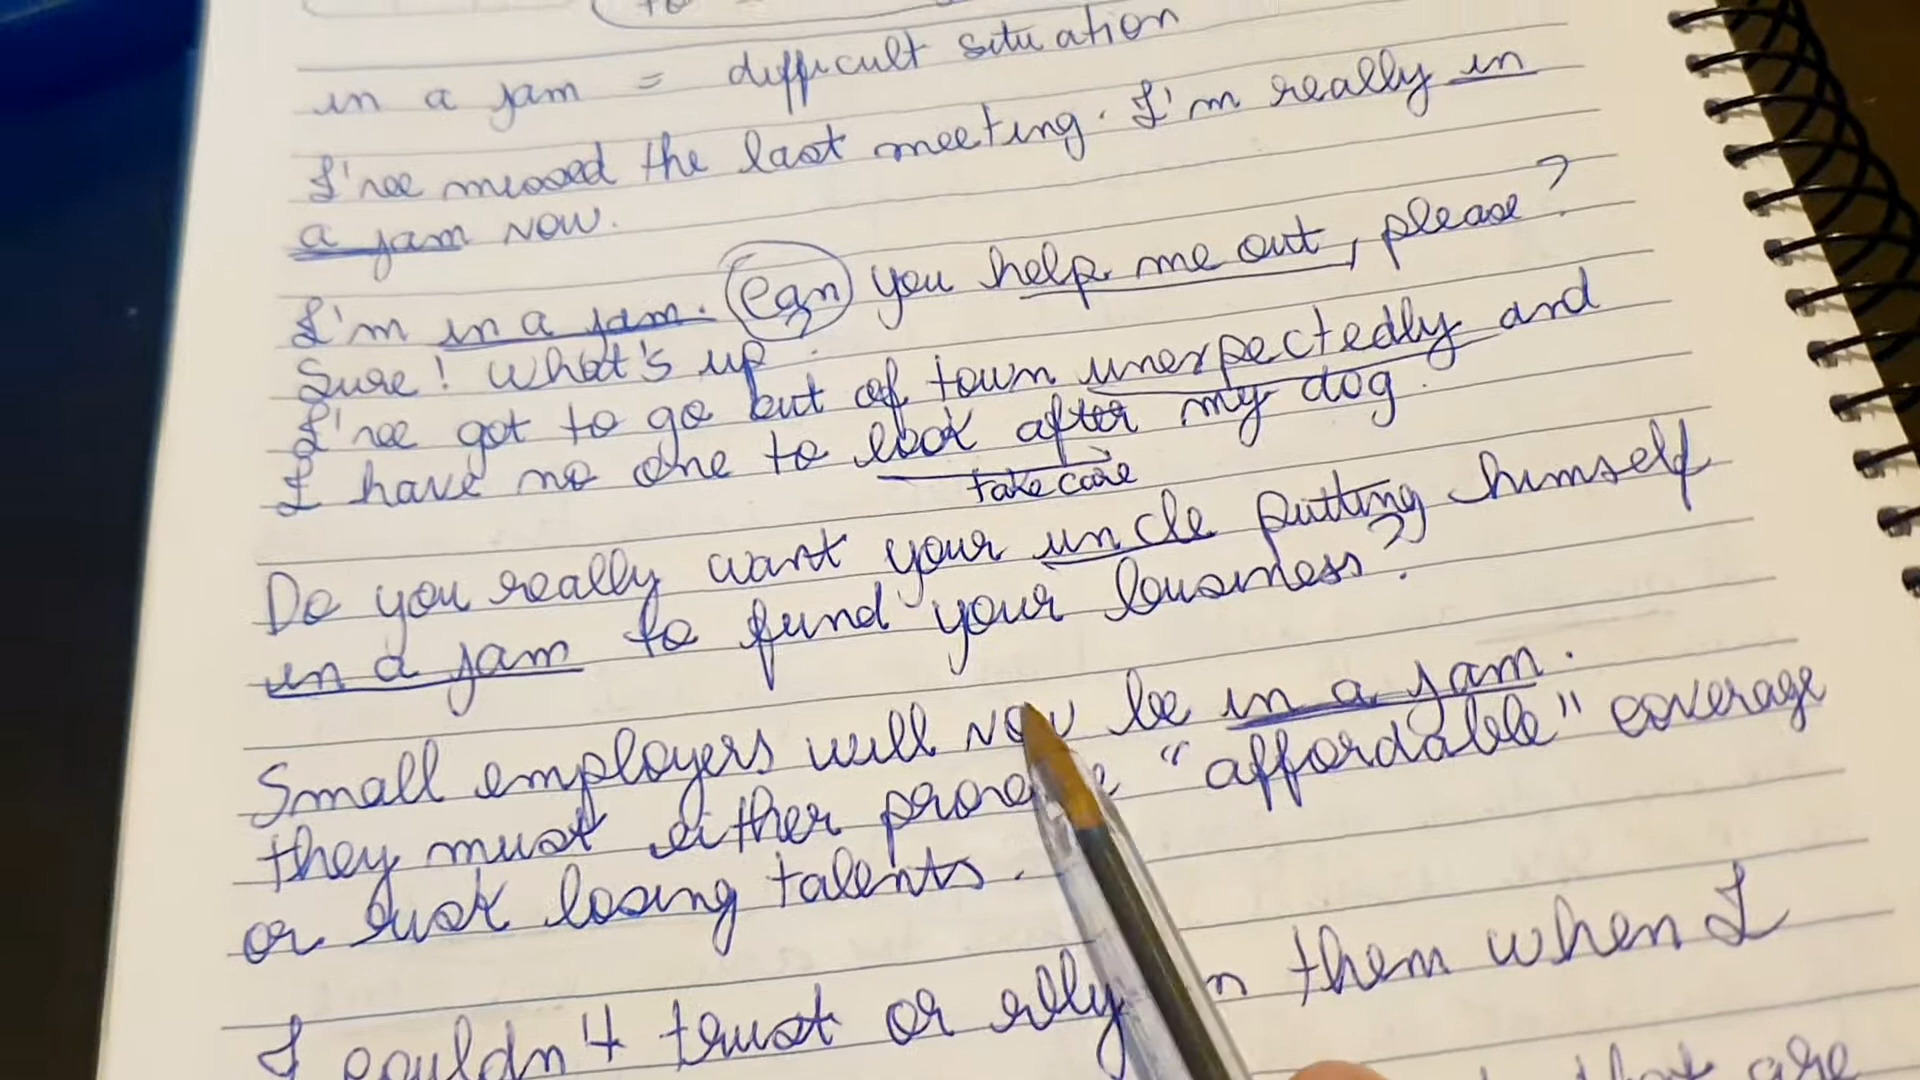 to
in a jam = difficult situation
I've missed the last meeting. I'm really in
a jam now.
I'm in a jam. Can you help me out, please?
Sure! What's up?
I've got to go out of town unexpectedly and
I have no one to look after my dog.
take care
Do you really want your uncle putting himself
in a jam to fund your business?
Small employers will now be in a jam.
they must either "affordable" coverage
or risk losing talents.
I couldn't trust or rely them when I
that are